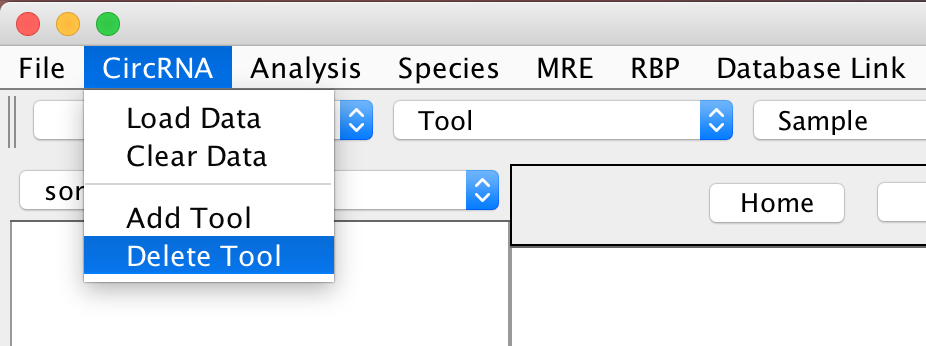 File CircRNA Analysis Species MRE RBP Database Link
Load Data
Tool
Sample
Clear Data
Home
Add Tool
Delete Tool